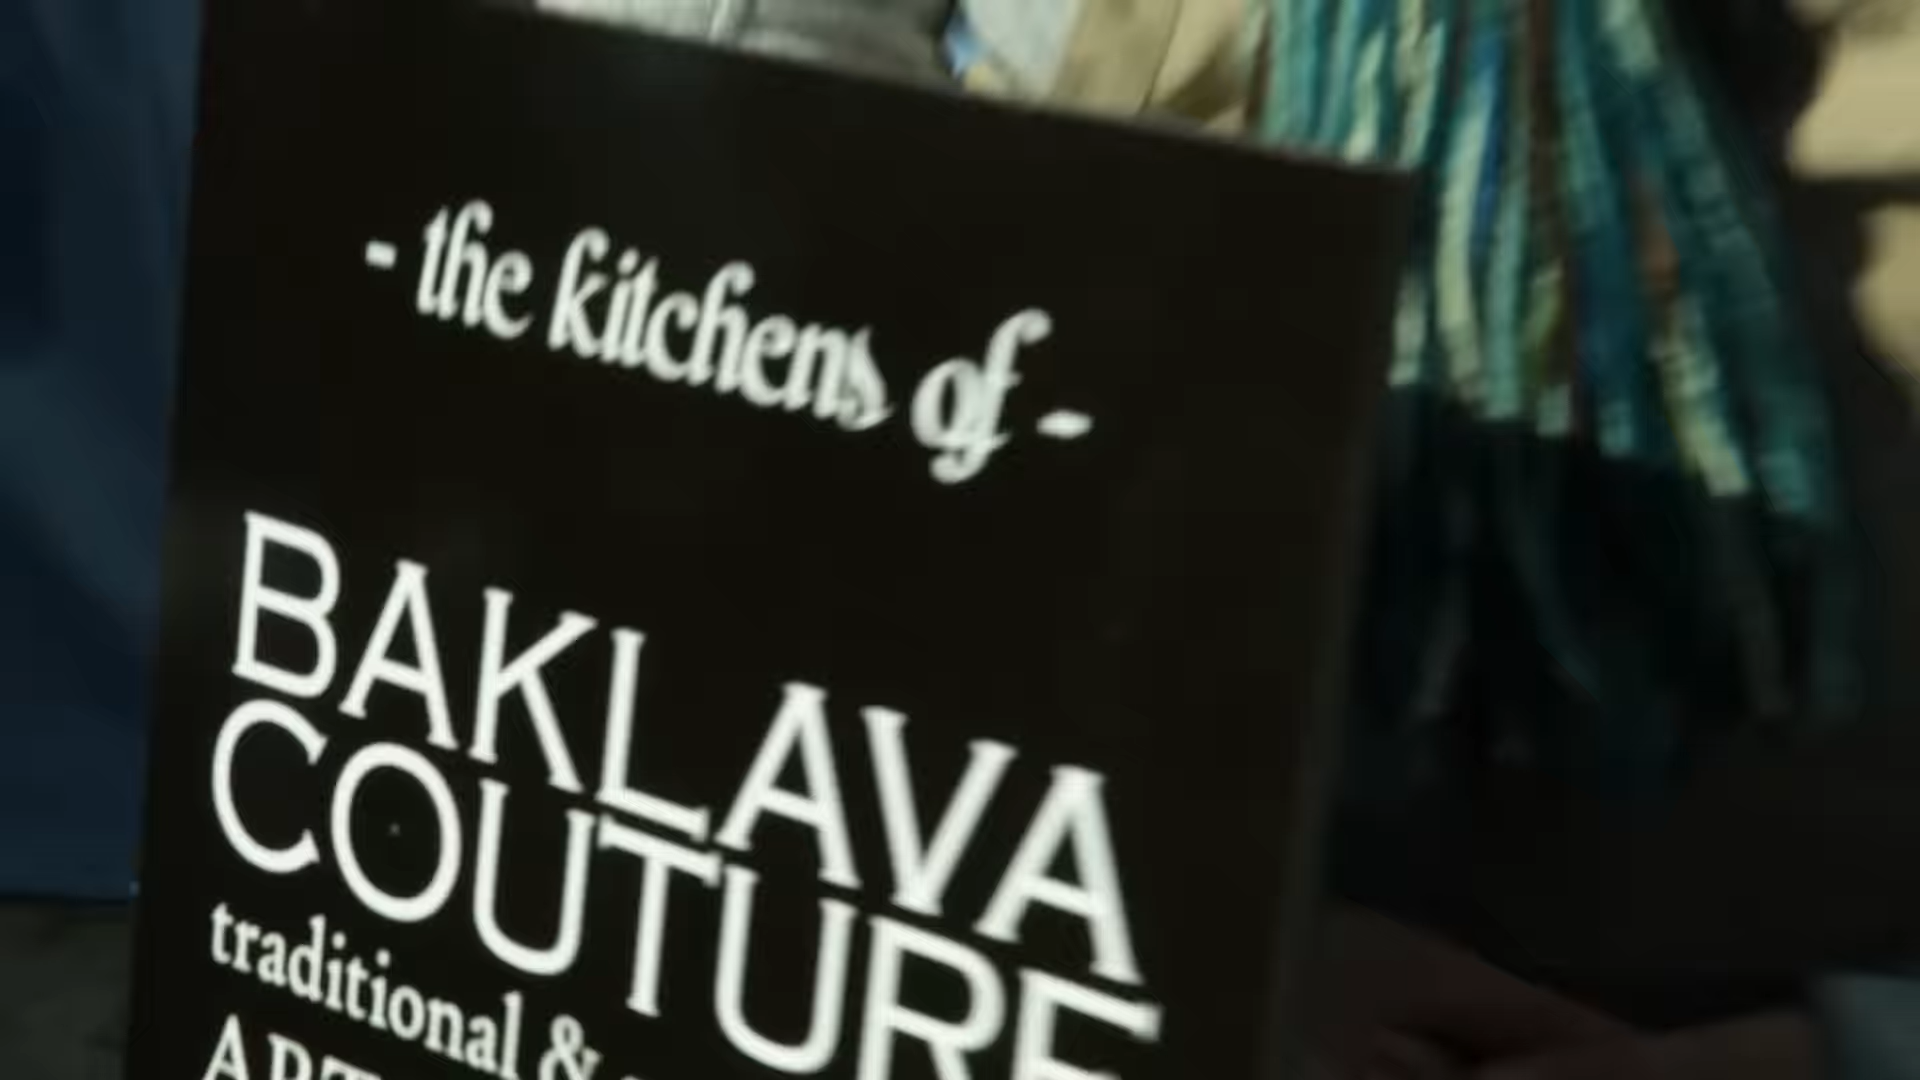 - the kitchens of -
BAKLAVA
COUTURE
traditional &